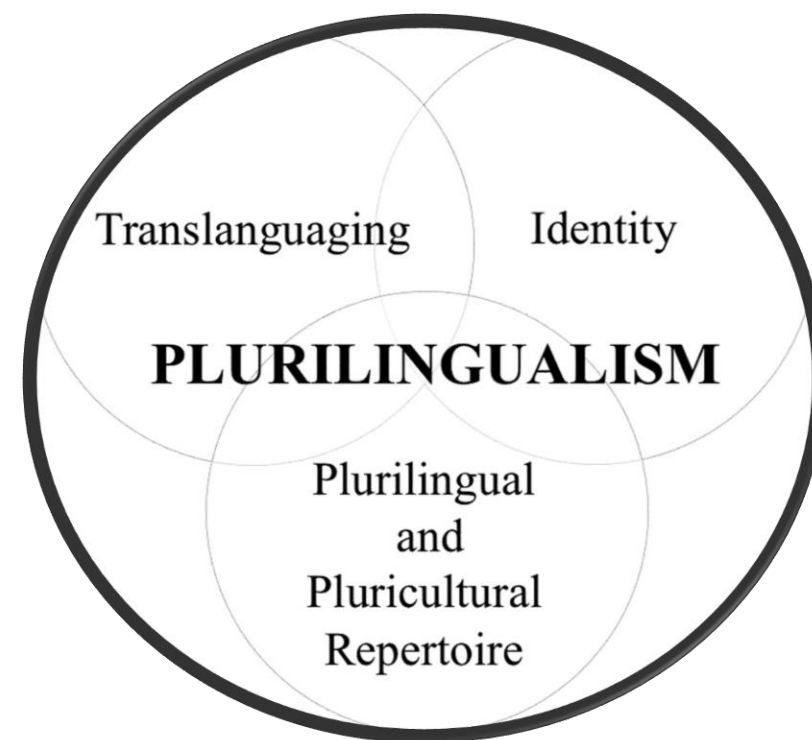 Translanguaging Identity
PLURILINGUALISM
Plurilingual
and
Pluricultural
Repertoire